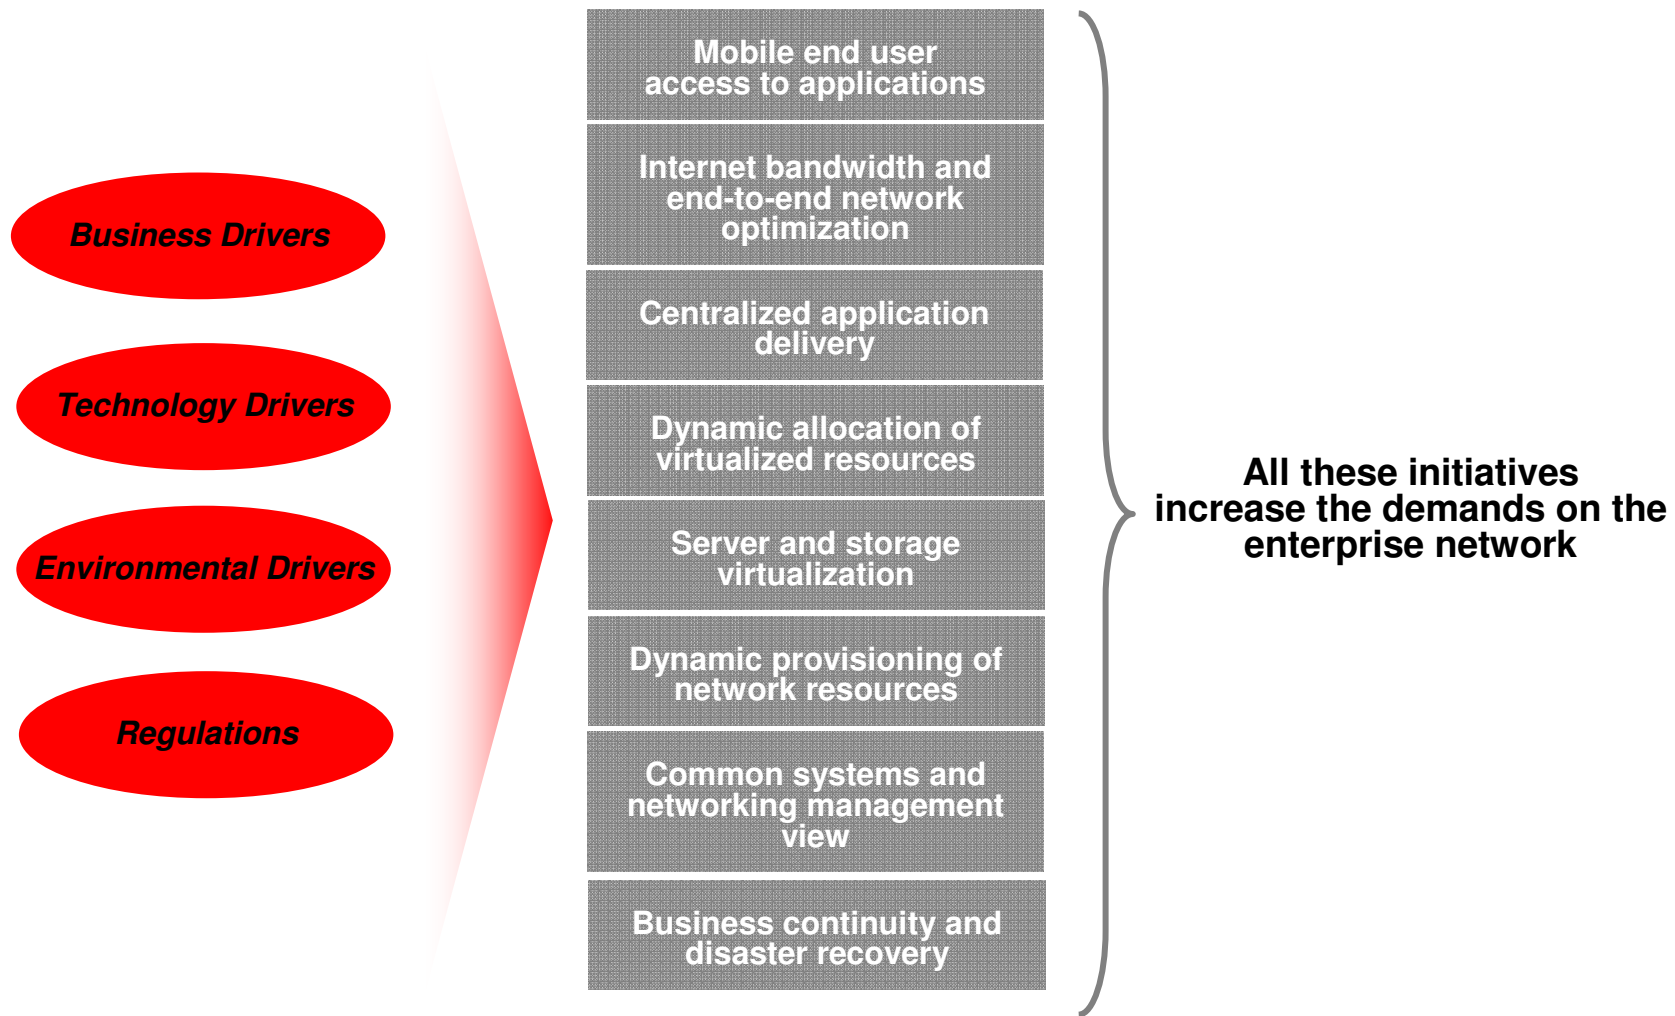 Business Drivers
Technology Drivers
Environmental Drivers
Regulations
Mobile end user
access to applications
Internet bandwidth and
end-to-end network
optimization
Centralized application
delivery
Dynamic allocation of
virtualized resources
Server and storage
virtualization
Dynamic provisioning of
network resources
Common systems and
networking management
view
Business continuity and
disaster recovery
All these initiatives
increase the demands on the
enterprise network